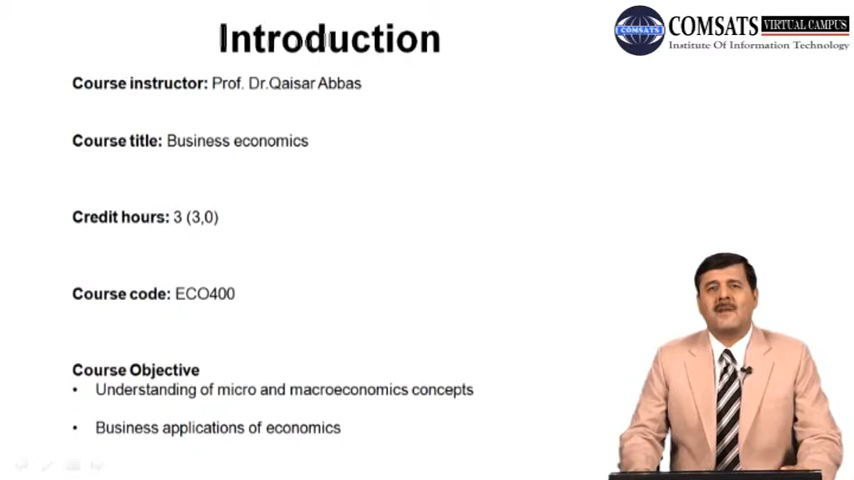 Introduction
COMSATS VIRTUAL CAMPUS
Institute Of Information Technology
COMSATS
Course instructor: Prof. Dr.Qaisar Abbas
Course title: Business economics
Credit hours: 3 (3,0)
Course code: ECO400
Course Objective
• Understanding of micro and macroeconomics concepts
• Business applications of economics